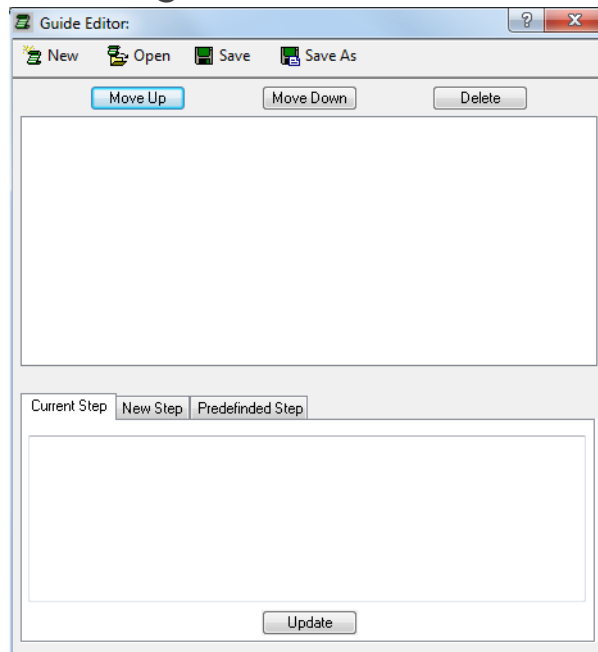 Guide Editor:
New Open Save Save As
Move Up Move Down Delete
Current Step New Step Predefinded Step
Update